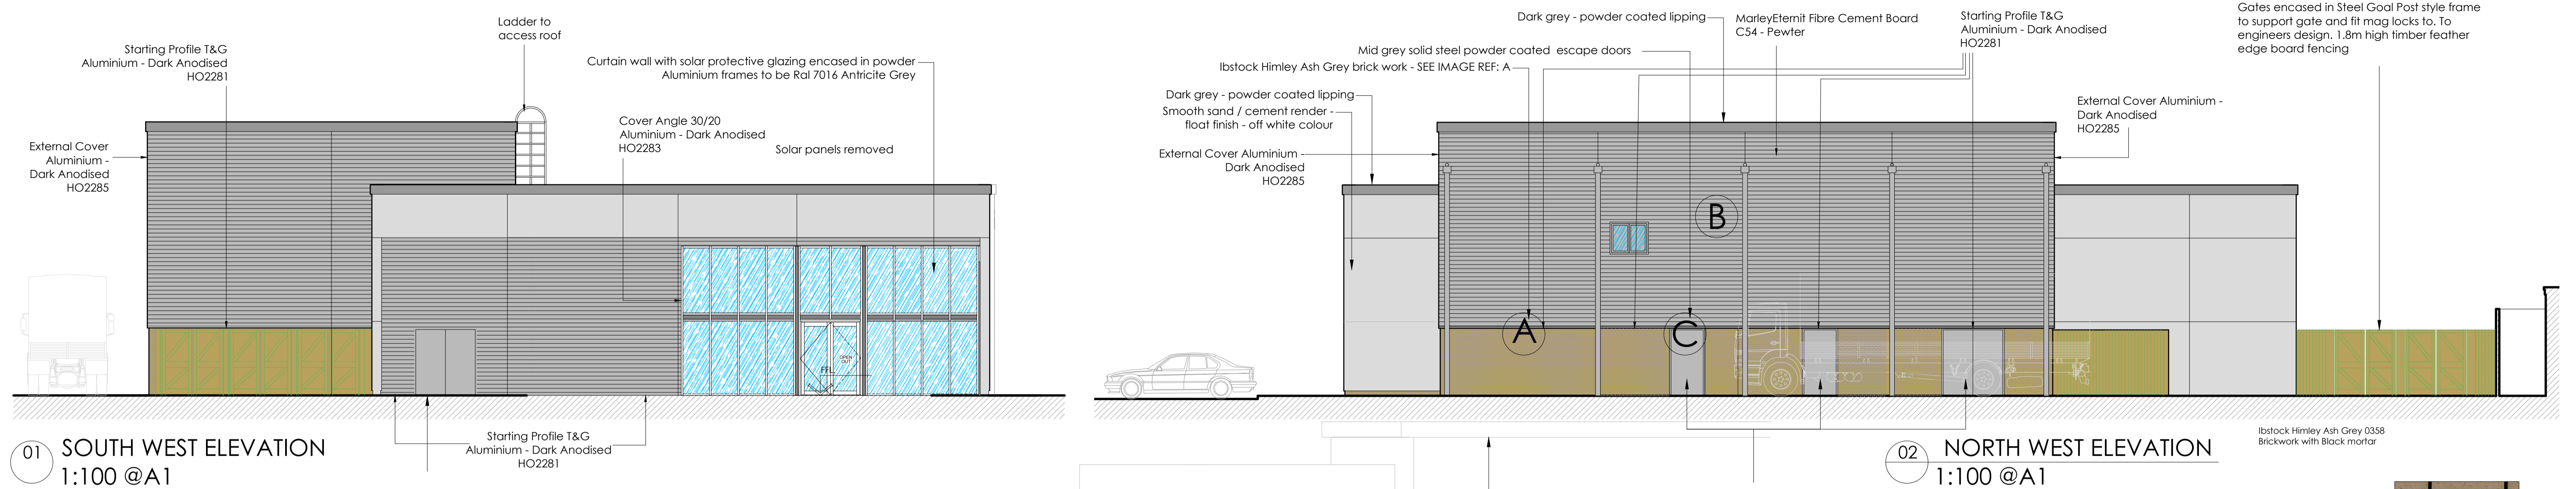 Ladder to
access roof
Starting Profile T&G
Aluminium - Dark Anodised
HO2281
Curtain wall with solar protective glazing encased in powder
Aluminium frames to be Ral 7016 Antricite Grey
Cover Angle 30/20
Aluminium - Dark Anodised
HO2283
Solar panels removed
External Cover
Aluminium -
Dark Anodised
HO2285
OPEN
OUT
FFL
Starting Profile T&G
Aluminium - Dark Anodised
HO2281
01
SOUTH WEST ELEVATION
1:100 @A1
Dark grey - powder coated lipping
MarleyEternit Fibre Cement Board
C54 - Pewter
Starting Profile T&G
Aluminium - Dark Anodised
HO2281
Gates encased in Steel Goal Post style frame
to support gate and fit mag locks to. To
engineers design. 1.8m high timber feather
edge board fencing
Mid grey solid steel powder coated escape doors
Ibstock Himley Ash Grey brick work - SEE IMAGE REF: A
Dark grey - powder coated lipping
Smooth sand / cement render -
float finish - off white colour
External Cover Aluminium -
Dark Anodised
HO2285
External Cover Aluminium -
Dark Anodised
HO2285
B
A
C
02
NORTH WEST ELEVATION
1:100 @A1
Ibstock Himley Ash Grey 0358
Brickwork with Black mortar